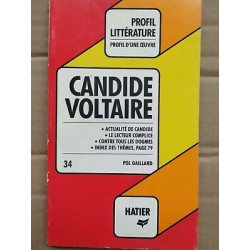 PROFIL
LITTÉRATURE
PROFIL D'UNE ŒUVRE
CANDIDE
VOLTAIRE
• ACTUALITÉ DE CANDIDE
• LE LECTEUR COMPLICE
• CONTRE TOUS LES DOGMES
• INDEX DES THÈMES, PAGE 79
34
POL GAILLARD
HATIER